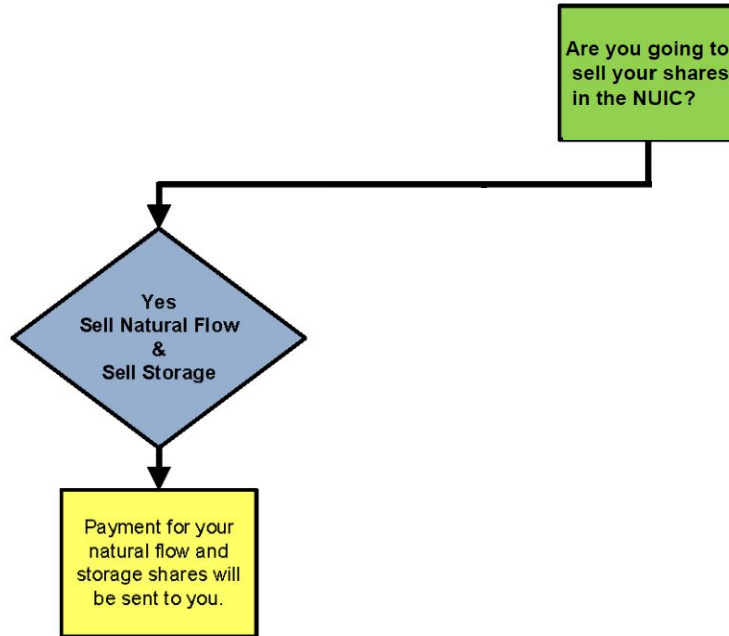 Are you going to
sell your shares
in the NUIC?
Yes
Sell Natural Flow
&
Sell Storage
Payment for your
natural flow and
storage shares will
be sent to you.